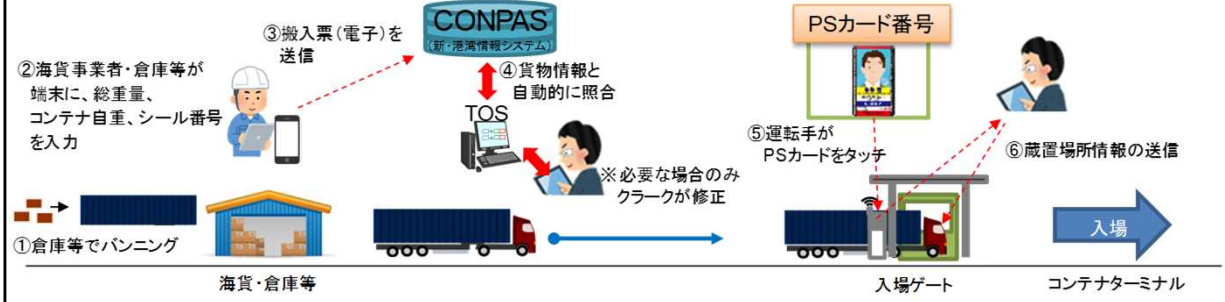 ①倉庫等でバンニング
②海貨事業者・倉庫等が
端末に、総重量、
コンテナ自重、シール番号
を入力
③搬入票(電子)を
送信
CONPAS
(新・港湾情報システム)
④貨物情報と
自動的に照合
TOS
※必要な場合のみ
クラークが修正
PSカード番号
⑤運転手が
PSカードをタッチ
⑥蔵置場所情報の送信
入場
海貨・倉庫等
入場ゲート
コンテナターミナル